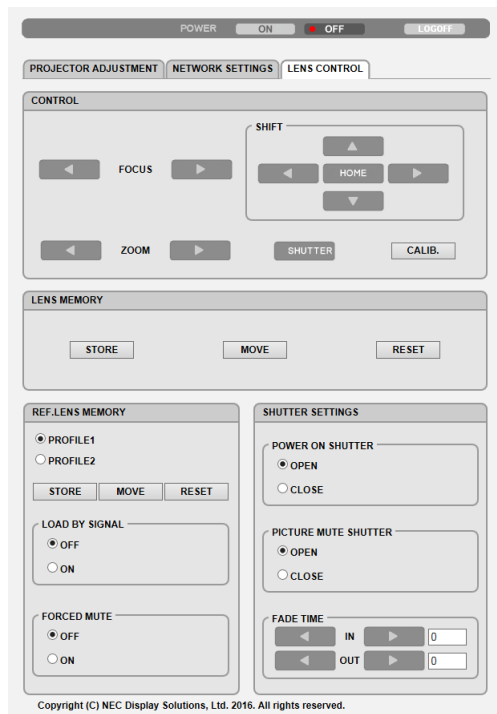 POWER ON OFF LOGOFF
PROJECTOR ADJUSTMENT NETWORK SETTINGS LENS CONTROL
CONTROL
SHIFT
FOCUS
HOME
ZOOM
SHUTTER
CALIB.
LENS MEMORY
STORE MOVE RESET
REF.LENS MEMORY
PROFILE1
PROFILE2
STORE MOVE RESET
LOAD BY SIGNAL
OFF
ON
FORCED MUTE
OFF
ON
SHUTTER SETTINGS
POWER ON SHUTTER
OPEN
CLOSE
PICTURE MUTE SHUTTER
OPEN
CLOSE
FADE TIME
IN 0
OUT 0
Copyright (C) NEC Display Solutions, Ltd. 2016. All rights reserved.